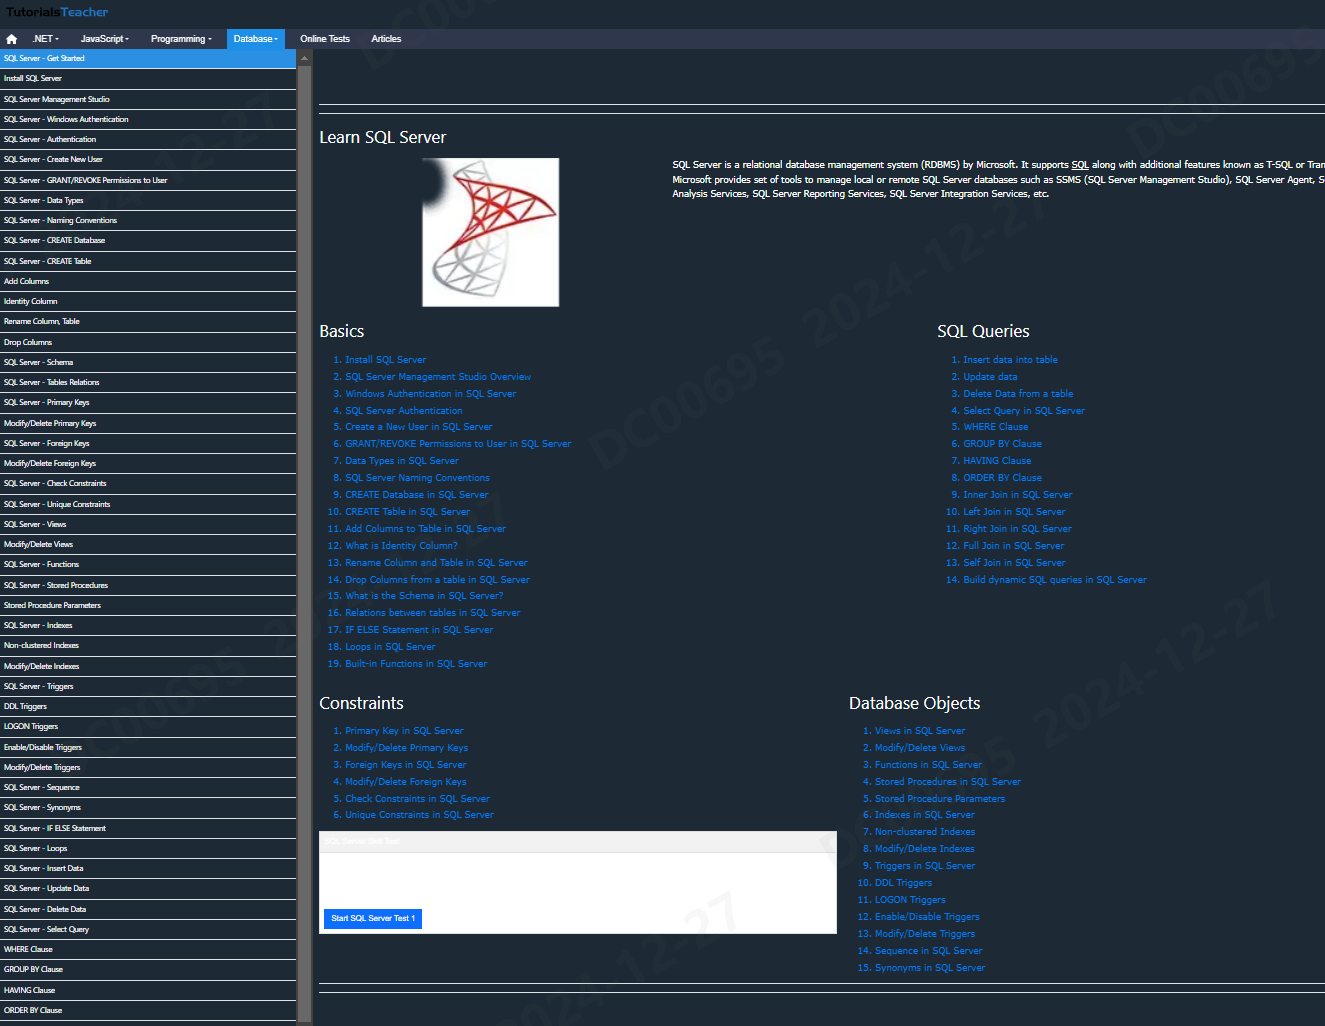 TutorialsTeacher
.NET
JavaScript
Programming
Database
Online Tests
Articles
SQL Server - Get Started
Install SQL Server
SQL Server Management Studio
SQL Server - Windows Authentication
SQL Server - Authentication
SQL Server - Create New User
SQL Server - GRANT/REVOKE Permissions to User
SQL Server - Data Types
SQL Server - Naming Conventions
SQL Server - CREATE Database
SQL Server - CREATE Table
Add Columns
Identity Column
Rename Column, Table
Drop Columns
SQL Server - Schema
SQL Server - Tables Relations
SQL Server - Primary Keys
Modify/Delete Primary Keys
SQL Server - Foreign Keys
Modify/Delete Foreign Keys
SQL Server - Check Constraints
SQL Server - Unique Constraints
SQL Server - Views
Modify/Delete Views
SQL Server - Functions
SQL Server - Stored Procedures
Stored Procedure Parameters
SQL Server - Indexes
Non-clustered Indexes
Modify/Delete Indexes
SQL Server - Triggers
DDL Triggers
LOGON Triggers
Enable/Disable Triggers
Modify/Delete Triggers
SQL Server - Sequence
SQL Server - Synonyms
SQL Server - IF ELSE Statement
SQL Server - Loops
SQL Server - Insert Data
SQL Server - Update Data
SQL Server - Delete Data
SQL Server - Select Query
WHERE Clause
GROUP BY Clause
HAVING Clause
ORDER BY Clause
Learn SQL Server
SQL Server is a relational database management system (RDBMS) by Microsoft. It supports SQL along with additional features known as T-SQL or Tran
Microsoft provides set of tools to manage local or remote SQL Server databases such as SSMS (SQL Server Management Studio), SQL Server Agent, S
Analysis Services, SQL Server Reporting Services, SQL Server Integration Services, etc.
Basics
1. Install SQL Server
2. SQL Server Management Studio Overview
3. Windows Authentication in SQL Server
4. SQL Server Authentication
5. Create a New User in SQL Server
6. GRANT/REVOKE Permissions to User in SQL Server
7. Data Types in SQL Server
8. SQL Server Naming Conventions
9. CREATE Database in SQL Server
10. CREATE Table in SQL Server
11. Add Columns to Table in SQL Server
12. What is Identity Column?
13. Rename Column and Table in SQL Server
14. Drop Columns from a table in SQL Server
15. What is the Schema in SQL Server?
16. Relations between tables in SQL Server
17. IF ELSE Statement in SQL Server
18. Loops in SQL Server
19. Built-in Functions in SQL Server
SQL Queries
1. Insert data into table
2. Update data
3. Delete Data from a table
4. Select Query in SQL Server
5. WHERE Clause
6. GROUP BY Clause
7. HAVING Clause
8. ORDER BY Clause
9. Inner Join in SQL Server
10. Left Join in SQL Server
11. Right Join in SQL Server
12. Full Join in SQL Server
13. Self Join in SQL Server
14. Build dynamic SQL queries in SQL Server
Constraints
1. Primary Key in SQL Server
2. Modify/Delete Primary Keys
3. Foreign Keys in SQL Server
4. Modify/Delete Foreign Keys
5. Check Constraints in SQL Server
6. Unique Constraints in SQL Server
SQL Server Skill Test
Start SQL Server Test 1
Database Objects
1. Views in SQL Server
2. Modify/Delete Views
3. Functions in SQL Server
4. Stored Procedures in SQL Server
5. Stored Procedure Parameters
6. Indexes in SQL Server
7. Non-clustered Indexes
8. Modify/Delete Indexes
9. Triggers in SQL Server
10. DDL Triggers
11. LOGON Triggers
12. Enable/Disable Triggers
13. Modify/Delete Triggers
14. Sequence in SQL Server
15. Synonyms in SQL Server
DC00695 2024-12-27